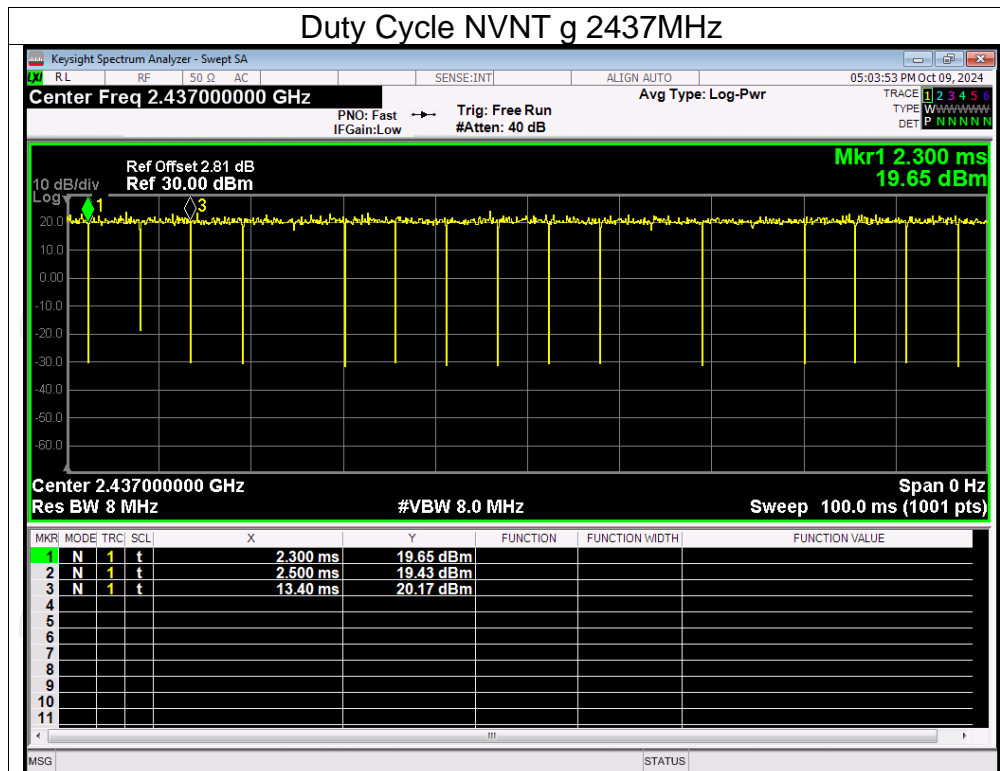 Duty Cycle NVNT g 2437MHz
Keysight Spectrum Analyzer - Swept SA
LXI RL RF 50 Ω AC SENSE:INT ALIGN AUTO 05:03:53 PM Oct 09, 2024
Center Freq 2.437000000 GHz
PNO: Fast
IFGain:Low
Trig: Free Run
#Atten: 40 dB
Avg Type: Log-Pwr
TRACE 1 2 3 4 5 6
TYPE WWWWWW
DET P N N N N N
Ref Offset 2.81 dB
10 dB/div Ref 30.00 dBm
Log
Mkr1 2.300 ms
19.65 dBm
1
3
20.0
10.0
0.00
-10.0
-20.0
-30.0
-40.0
-50.0
-60.0
Center 2.437000000 GHz Span 0 Hz
Res BW 8 MHz #VBW 8.0 MHz Sweep 100.0 ms (1001 pts)
MKR MODE TRC SCL X Y FUNCTION FUNCTION WIDTH FUNCTION VALUE
1 N 1 t 2.300 ms 19.65 dBm
2 N 1 t 2.500 ms 19.43 dBm
3 N 1 t 13.40 ms 20.17 dBm
4
5
6
7
8
9
10
11
MSG STATUS